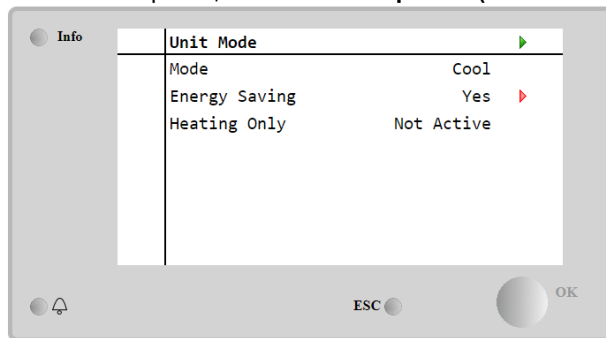 Info
Unit Mode
Mode Cool
Energy Saving Yes
Heating Only Not Active
ESC
OK